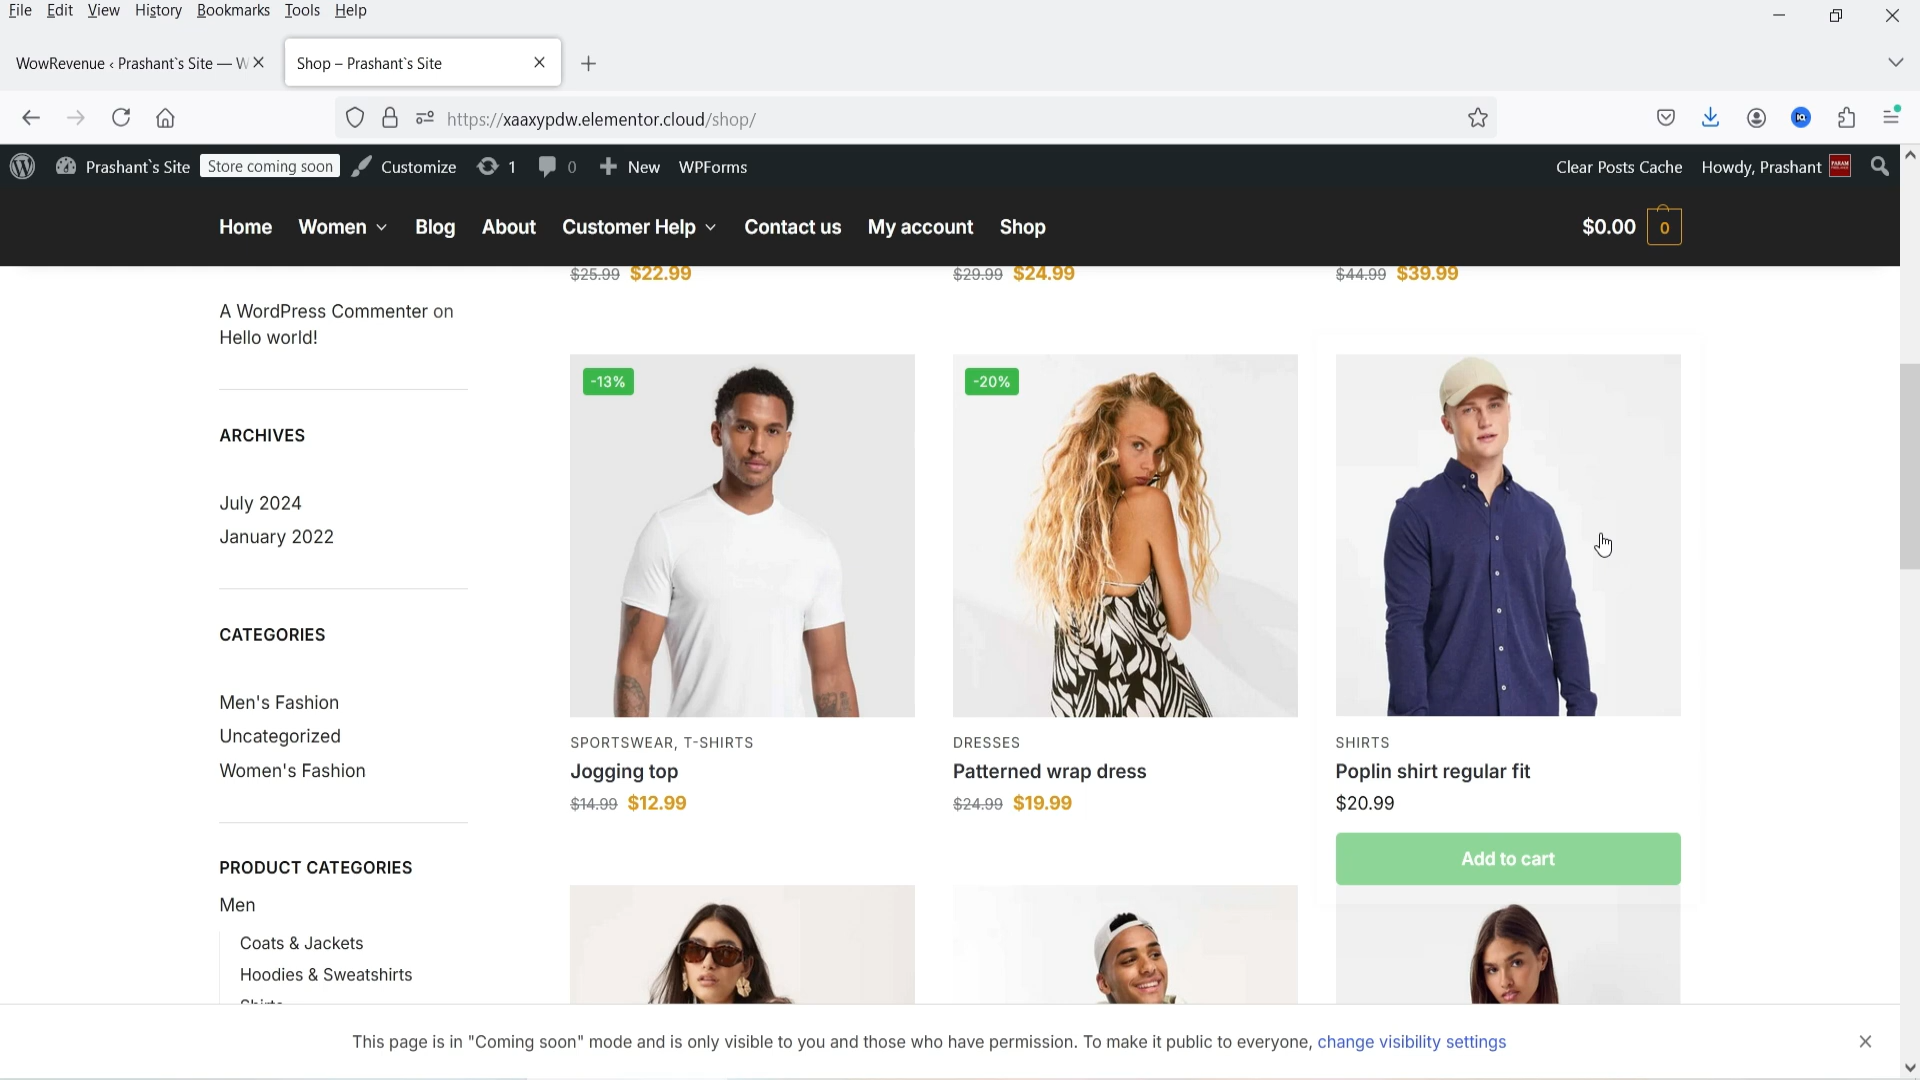 File Edit View History Bookmarks Tools Help
WowRevenue ‹ Prashant`s Site — W
Shop – Prashant`s Site
https://xaaxypdw.elementor.cloud/shop/
Prashant`s Site Store coming soon Customize 1 0 New WPForms Clear Posts Cache Howdy, Prashant
Home Women Blog About Customer Help Contact us My account Shop $0.00 0
$25.99 $22.99 $29.99 $24.99 $44.99 $39.99
A WordPress Commenter on
Hello world!
ARCHIVES
July 2024
January 2022
CATEGORIES
Men's Fashion
Uncategorized
Women's Fashion
PRODUCT CATEGORIES
Men
Coats & Jackets
Hoodies & Sweatshirts
-13%
SPORTSWEAR, T-SHIRTS
Jogging top
$14.99 $12.99
-20%
DRESSES
Patterned wrap dress
$24.99 $19.99
SHIRTS
Poplin shirt regular fit
$20.99
Add to cart
This page is in "Coming soon" mode and is only visible to you and those who have permission. To make it public to everyone, change visibility settings